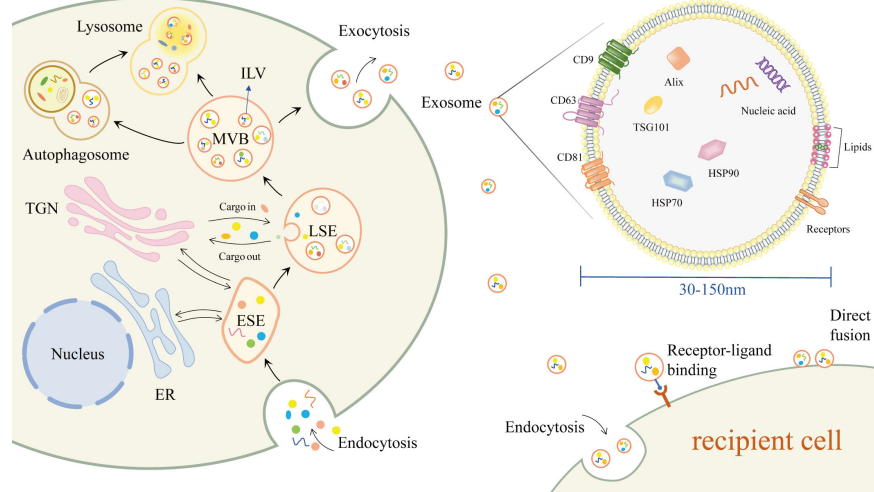 Lysosome
Exocytosis
ILV
Exosome
MVB
Autophagosome
TGN
Cargo in
LSE
Cargo out
ESE
Nucleus
ER
Endocytosis
CD9
Alix
CD63
Nucleic acid
TSG101
Lipids
CD81
HSP90
HSP70
Receptors
30-150nm
Direct
fusion
Receptor-ligand
binding
Endocytosis
recipient cell